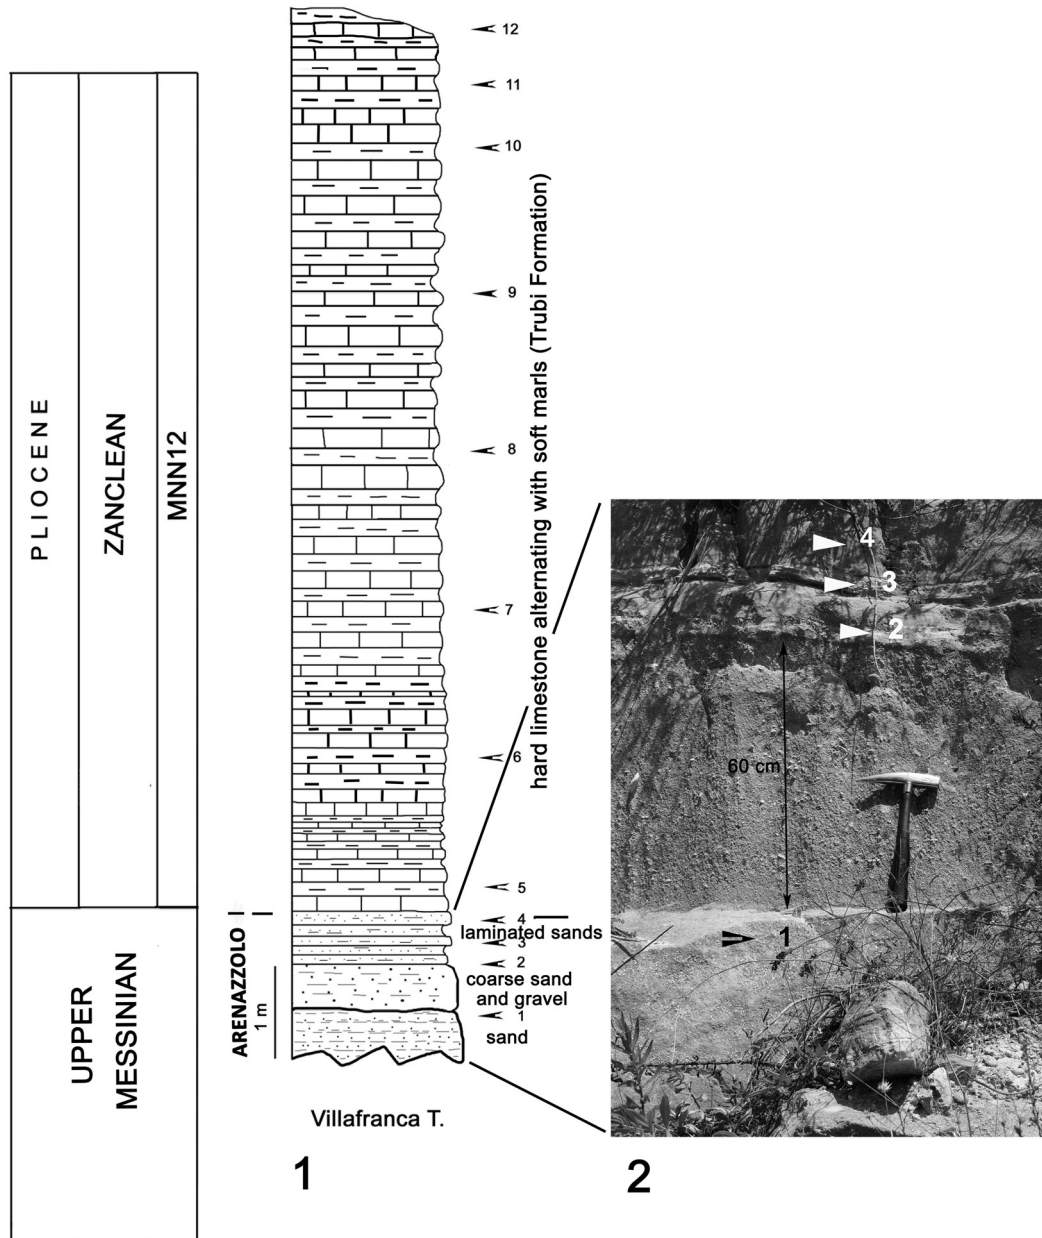 PLIOCENE
ZANCLEAN
MNN12
UPPER
MESSINIAN
12
11
10
9
8
7
6
5
4
3
2
1
hard limestone alternating with soft marls (Trubi Formation)
laminated sands
coarse sand
and gravel
sand
ARENAZZOLO
1 m
Villafranca T.
1
4
3
2
60 cm
1
2